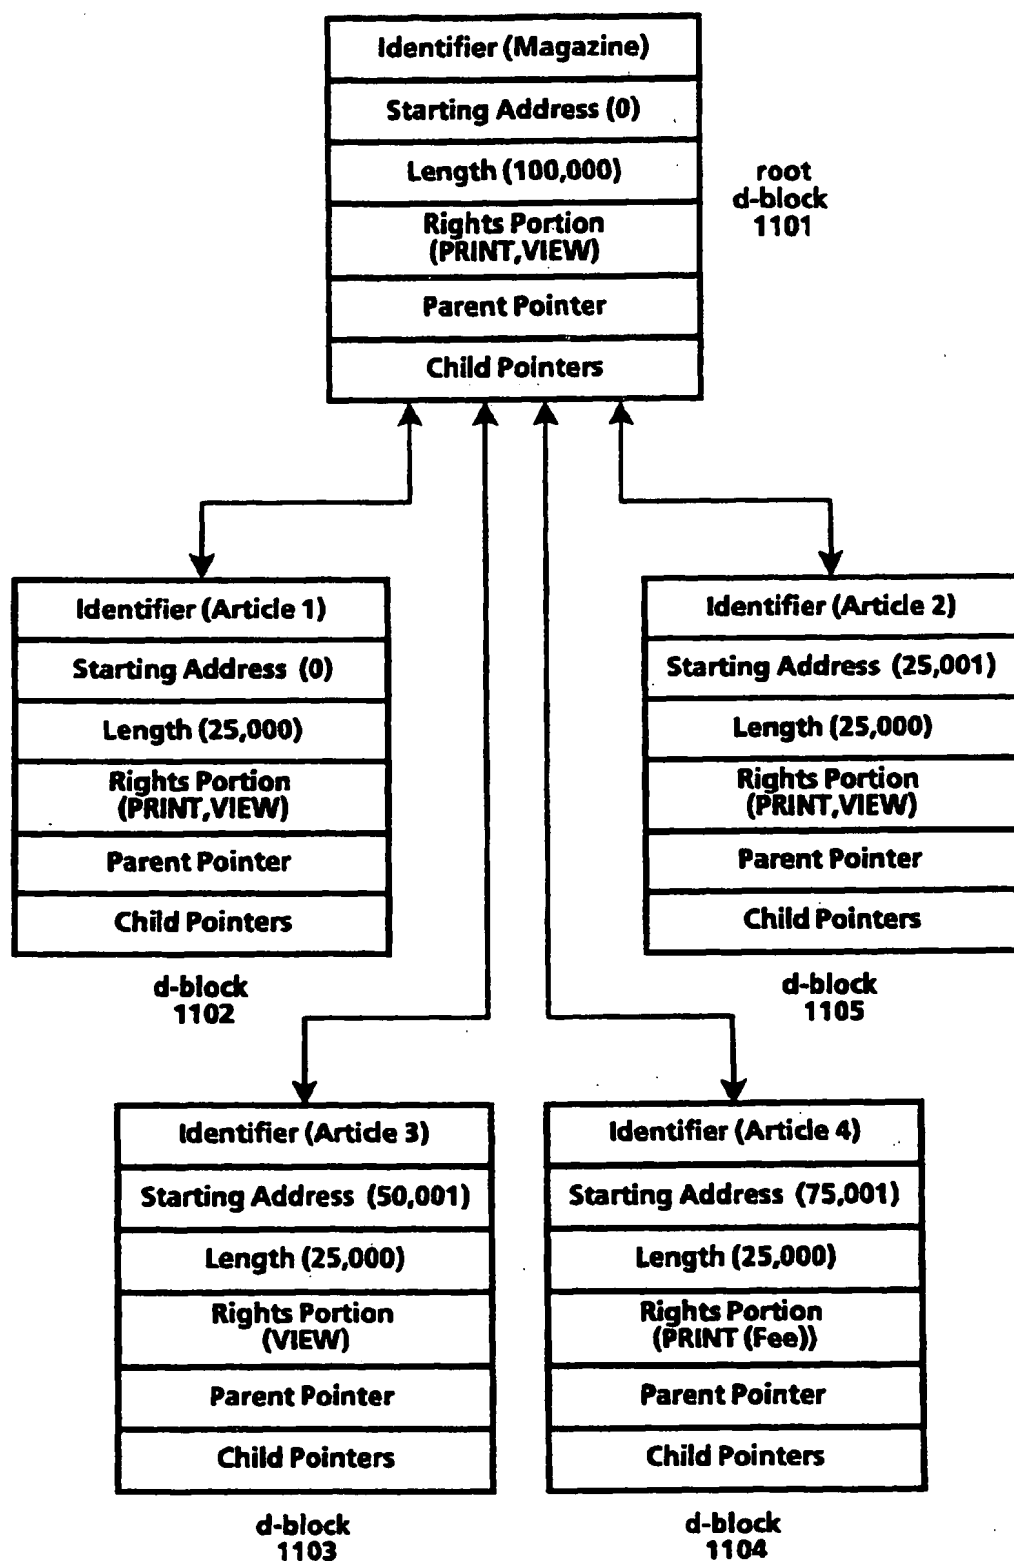 Identifier (Magazine)
Starting Address (0)
Length (100,000)
Rights Portion
(PRINT,VIEW)
Parent Pointer
Child Pointers
root
d-block
1101
Identifier (Article 1)
Starting Address (0)
Length (25,000)
Rights Portion
(PRINT,VIEW)
Parent Pointer
Child Pointers
d-block
1102
Identifier (Article 2)
Starting Address (25,001)
Length (25,000)
Rights Portion
(PRINT,VIEW)
Parent Pointer
Child Pointers
d-block
1105
Identifier (Article 3)
Starting Address (50,001)
Length (25,000)
Rights Portion
(VIEW)
Parent Pointer
Child Pointers
d-block
1103
Identifier (Article 4)
Starting Address (75,001)
Length (25,000)
Rights Portion
(PRINT (Fee))
Parent Pointer
Child Pointers
d-block
1104